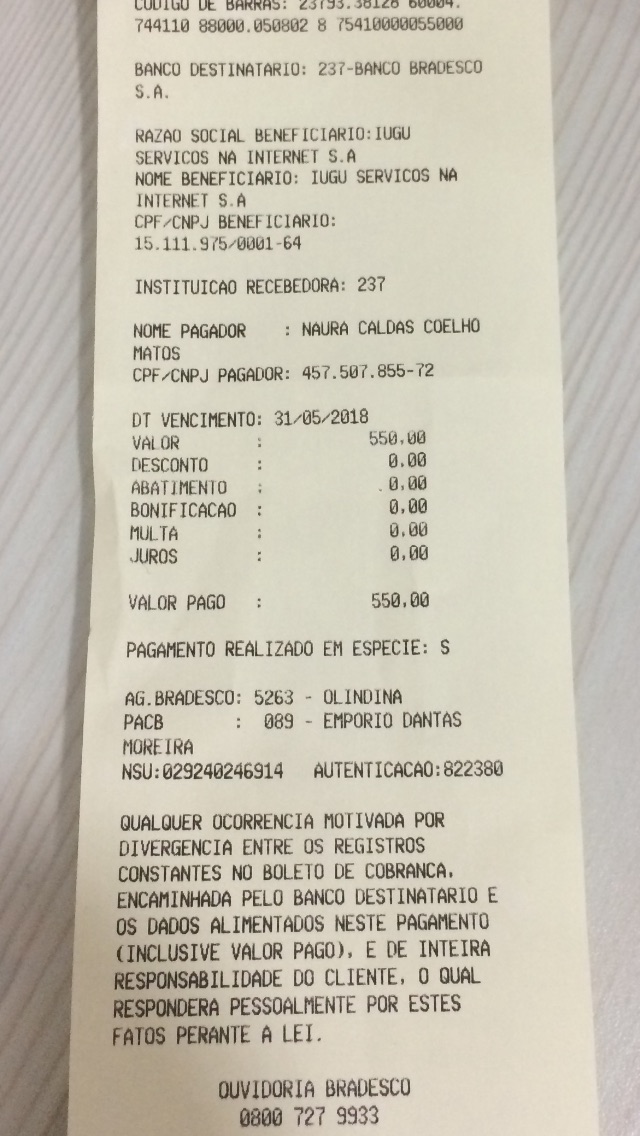 CODIGO DE BARRAS: 23793.38128 60004.
744110 88000.050802 8 75410000055000
BANCO DESTINATARIO: 237-BANCO BRADESCO
S.A.
RAZAO SOCIAL BENEFICIARIO:IUGU
SERVICOS NA INTERNET S.A
NOME BENEFICIARIO: IUGU SERVICOS NA
INTERNET S.A
CPF/CNPJ BENEFICIARIO:
15.111.975/0001-64
INSTITUICAO RECEBEDORA: 237
NOME PAGADOR : NAURA CALDAS COELHO
MATOS
CPF/CNPJ PAGADOR: 457.507.855-72
DT VENCIMENTO: 31/05/2018
VALOR : 550,00
DESCONTO : 0,00
ABATIMENTO : 0,00
BONIFICACAO : 0,00
MULTA : 0,00
JUROS : 0,00
VALOR PAGO : 550,00
PAGAMENTO REALIZADO EM ESPECIE: S
AG.BRADESCO: 5263 - OLINDINA
PACB : 089 - EMPORIO DANTAS
MOREIRA
NSU:029240246914 AUTENTICACAO:822380
QUALQUER OCORRENCIA MOTIVADA POR
DIVERGENCIA ENTRE OS REGISTROS
CONSTANTES NO BOLETO DE COBRANCA,
ENCAMINHADA PELO BANCO DESTINATARIO E
OS DADOS ALIMENTADOS NESTE PAGAMENTO
(INCLUSIVE VALOR PAGO), E DE INTEIRA
RESPONSABILIDADE DO CLIENTE, O QUAL
RESPONDERA PESSOALMENTE POR ESTES
FATOS PERANTE A LEI.
OUVIDORIA BRADESCO
0800 727 9933